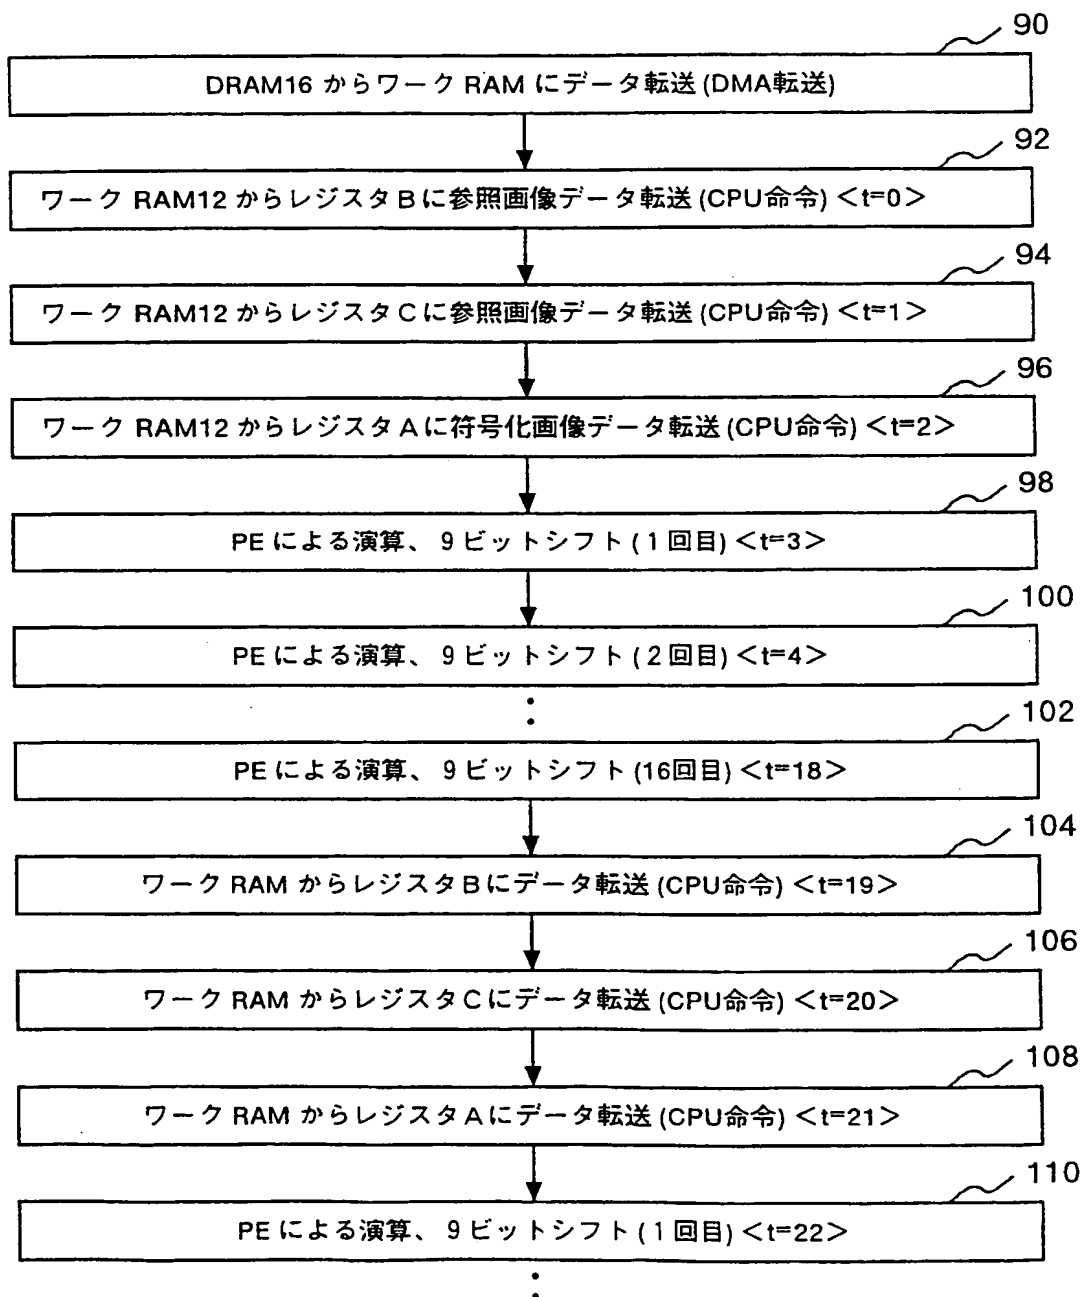 90
DRAM16 からワーク RAM にデータ転送 (DMA転送)
92
ワーク RAM12 からレジスタBに参照画像データ転送 (CPU命令) <t=0>
94
ワーク RAM12 からレジスタCに参照画像データ転送 (CPU命令) <t=1>
96
ワーク RAM12 からレジスタAに符号化画像データ転送 (CPU命令) <t=2>
98
PE による演算、9ビットシフト (1回目) <t=3>
100
PE による演算、9ビットシフト (2回目) <t=4>
102
PE による演算、9ビットシフト (16回目) <t=18>
104
ワーク RAM からレジスタBにデータ転送 (CPU命令) <t=19>
106
ワーク RAM からレジスタCにデータ転送 (CPU命令) <t=20>
108
ワーク RAM からレジスタAにデータ転送 (CPU命令) <t=21>
110
PE による演算、9ビットシフト (1回目) <t=22>